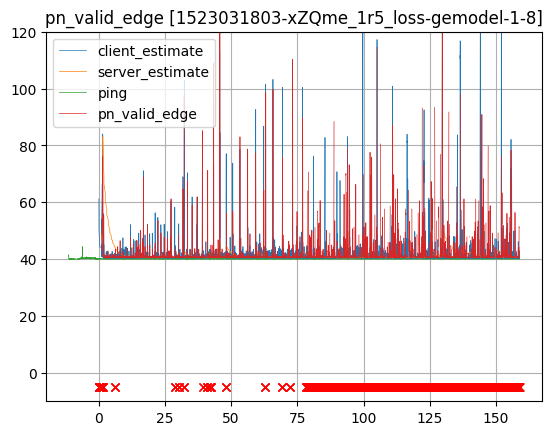 pn_valid_edge [1523031803-xZQme_1r5_loss-gemodel-1-8]
client_estimate
server_estimate
ping
pn_valid_edge
120
100
80
60
40
20
0
0 25 50 75 100 125 150